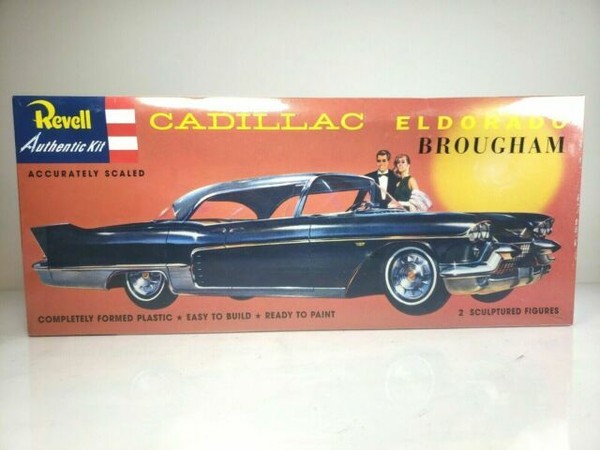 Revell
Authentic Kit
CADILLAC ELDORADO
BROUGHAM
ACCURATELY SCALED
COMPLETELY FORMED PLASTIC ★ EASY TO BUILD ★ READY TO PAINT
2 SCULPTURED FIGURES